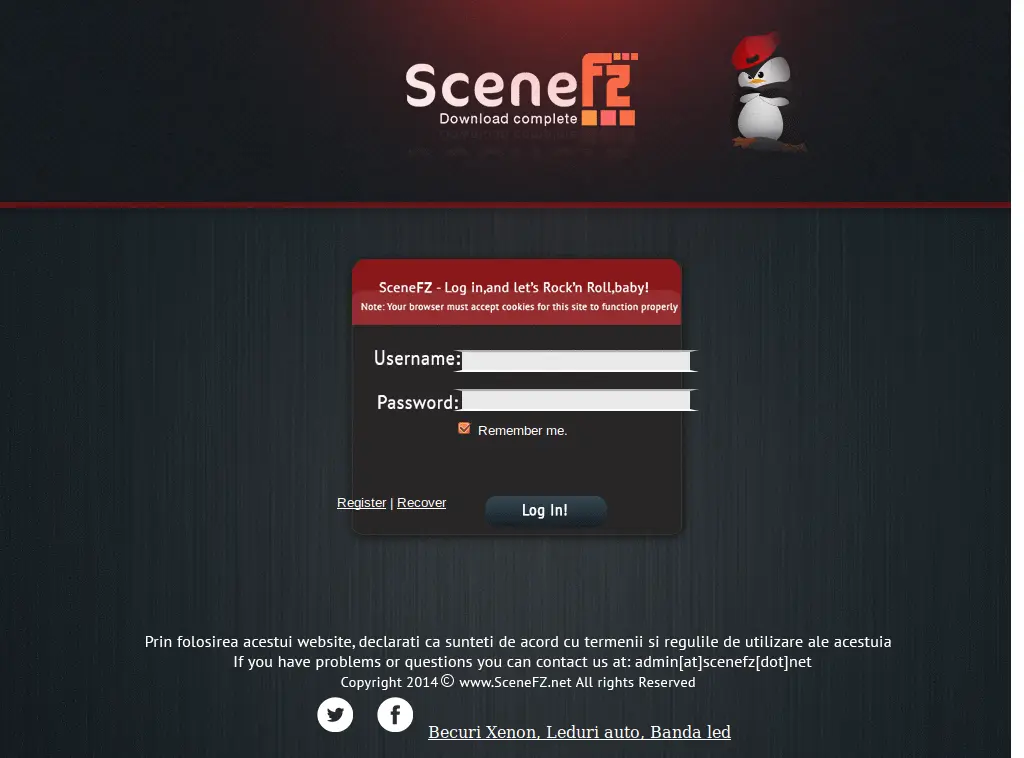 SceneFZ
Download complete
SceneFZ - Log in,and let's Rock'n Roll,baby!
Note: Your browser must accept cookies for this site to function properly
Username:
Password:
Remember me.
Register | Recover
Log In!
Prin folosirea acestui website, declarati ca sunteti de acord cu termenii si regulile de utilizare ale acestuia
If you have problems or questions you can contact us at: admin[at]scenefz[dot]net
Copyright 2014© www.SceneFZ.net All rights Reserved
Becuri Xenon, Leduri auto, Banda led